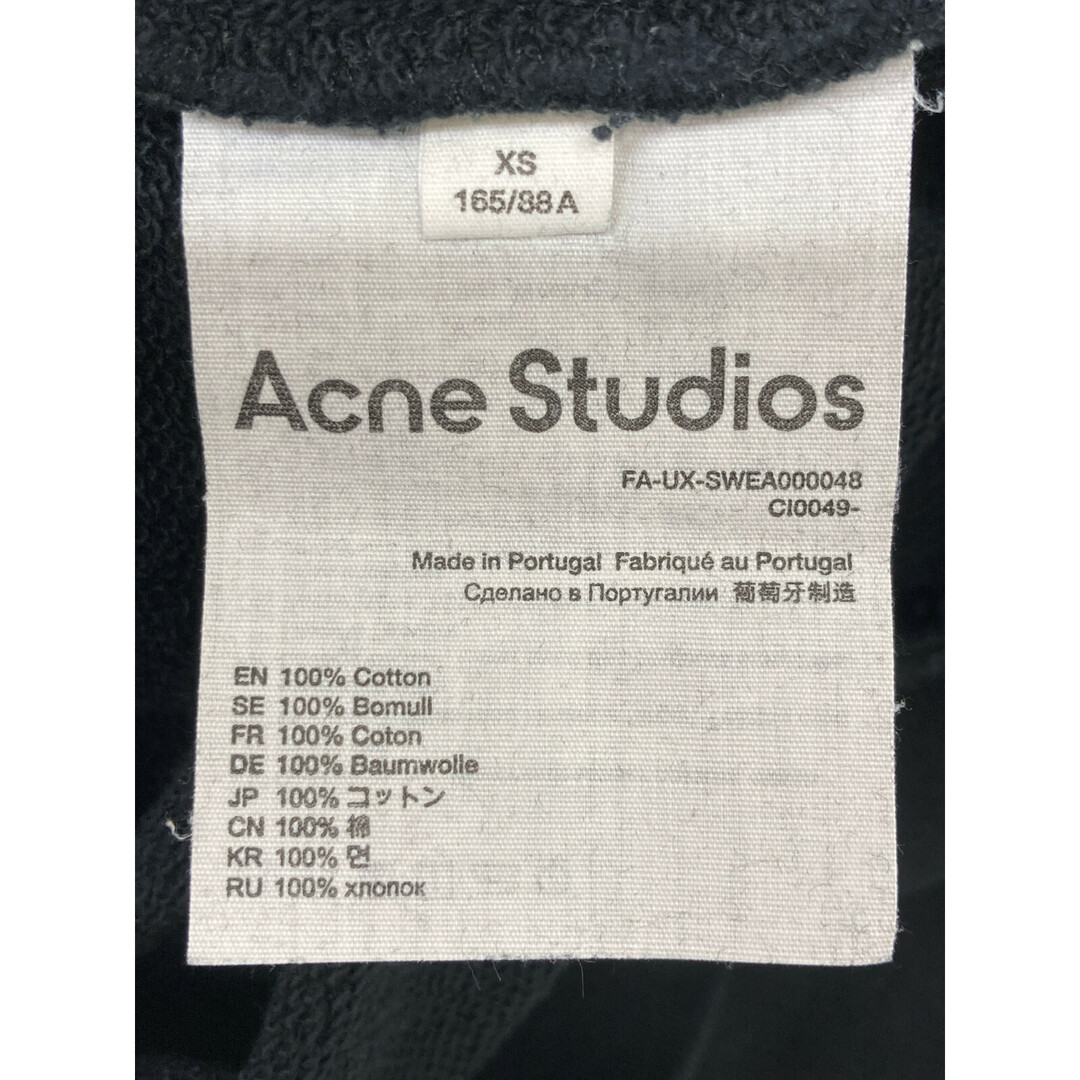 XS
165/88A
Acne Studios
FA-UX-SWEA000048
CI0049-
Made in Portugal Fabriqué au Portugal
Сделано в Португалии 葡萄牙制造
EN 100% Cotton
SE 100% Bomull
FR 100% Coton
DE 100% Baumwolle
JP 100% コットン
CN 100% 棉
KR 100% 면
RU 100% хлопок